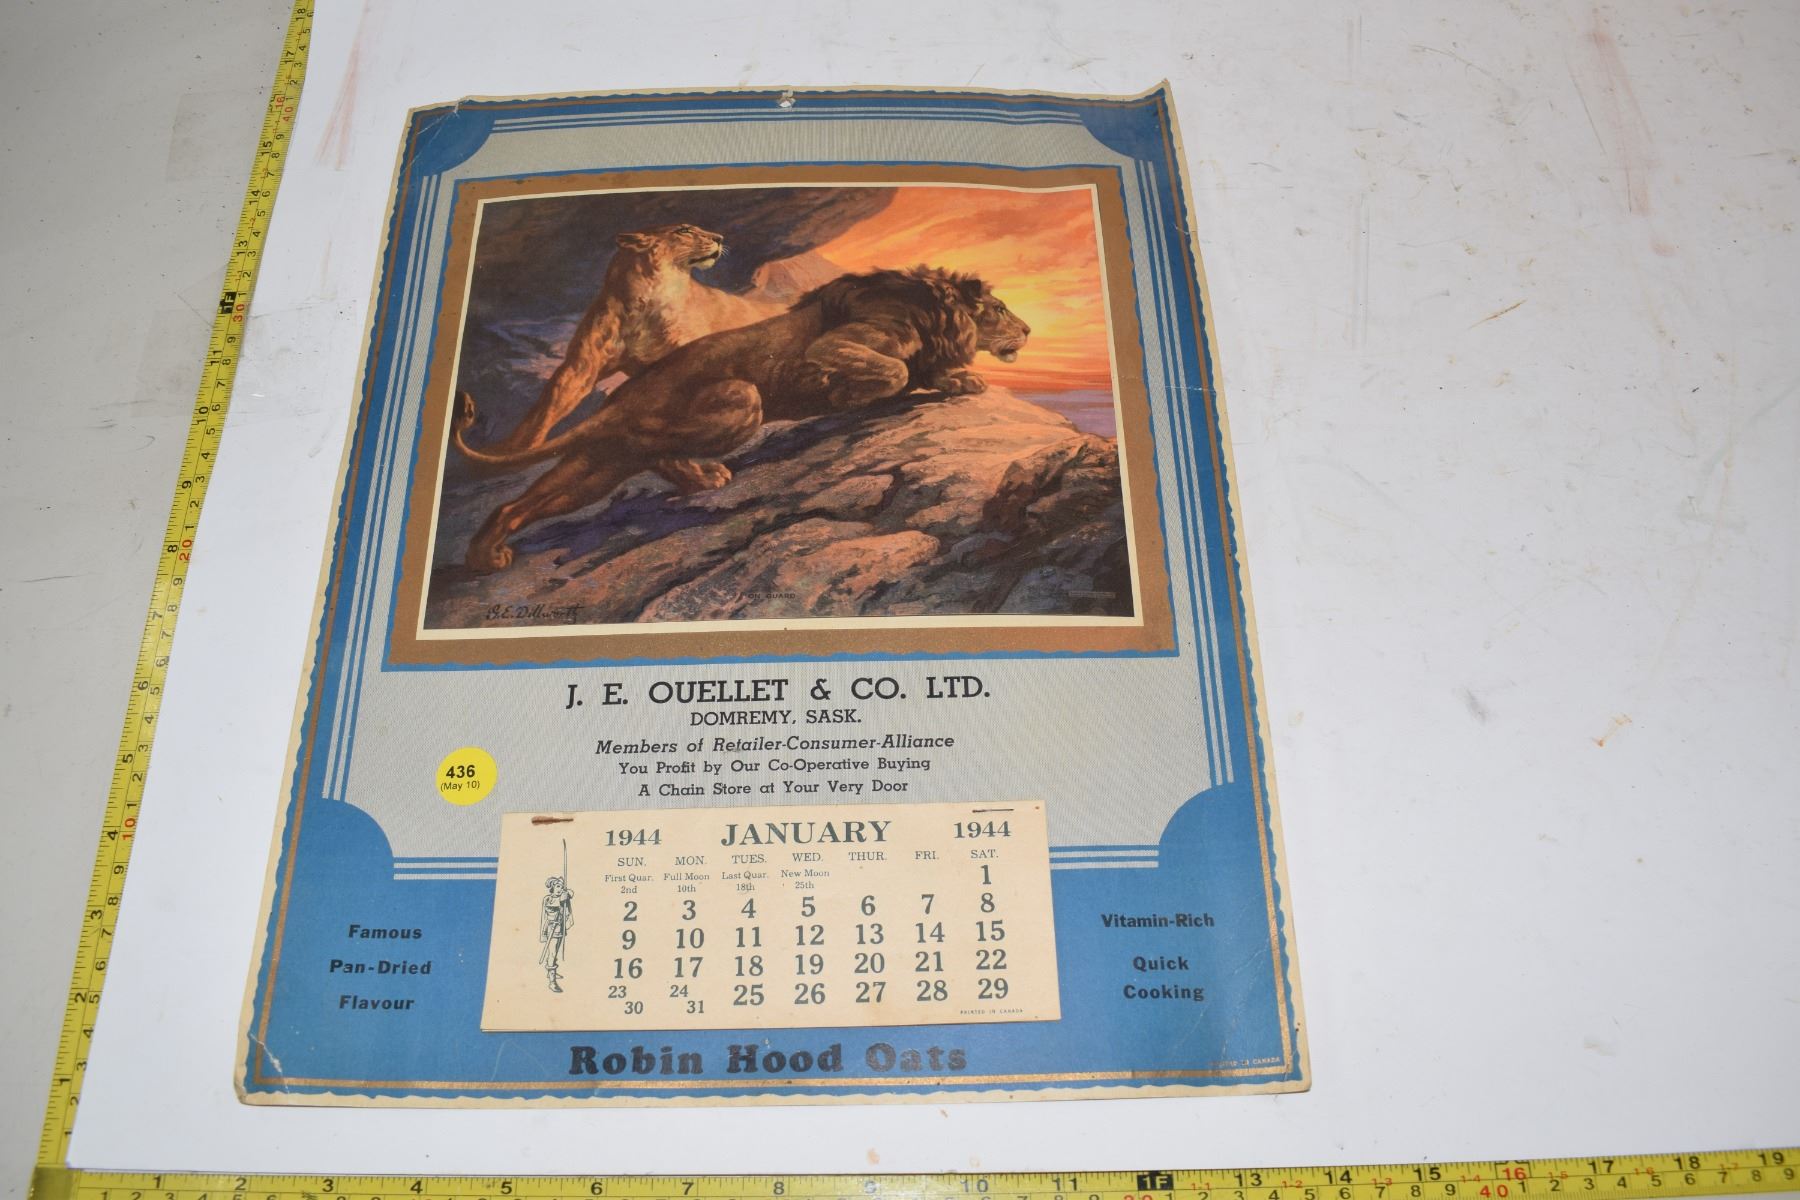 J.E. Dillworth
ON GUARD
J. E. OUELLET & CO. LTD.
DOMREMY, SASK.
Members of Retailer-Consumer-Alliance
You Profit by Our Co-Operative Buying
A Chain Store at Your Very Door
436
(May 10)
1944 JANUARY 1944
SUN. MON. TUES. WED. THUR. FRI. SAT.
First Quar. 2nd Full Moon 10th Last Quar. 18th New Moon 25th 1
2 3 4 5 6 7 8
9 10 11 12 13 14 15
16 17 18 19 20 21 22
23 30 24 31 25 26 27 28 29
PRINTED IN CANADA
Famous
Pan-Dried
Flavour
Vitamin-Rich
Quick
Cooking
Robin Hood Oats
IN CANADA